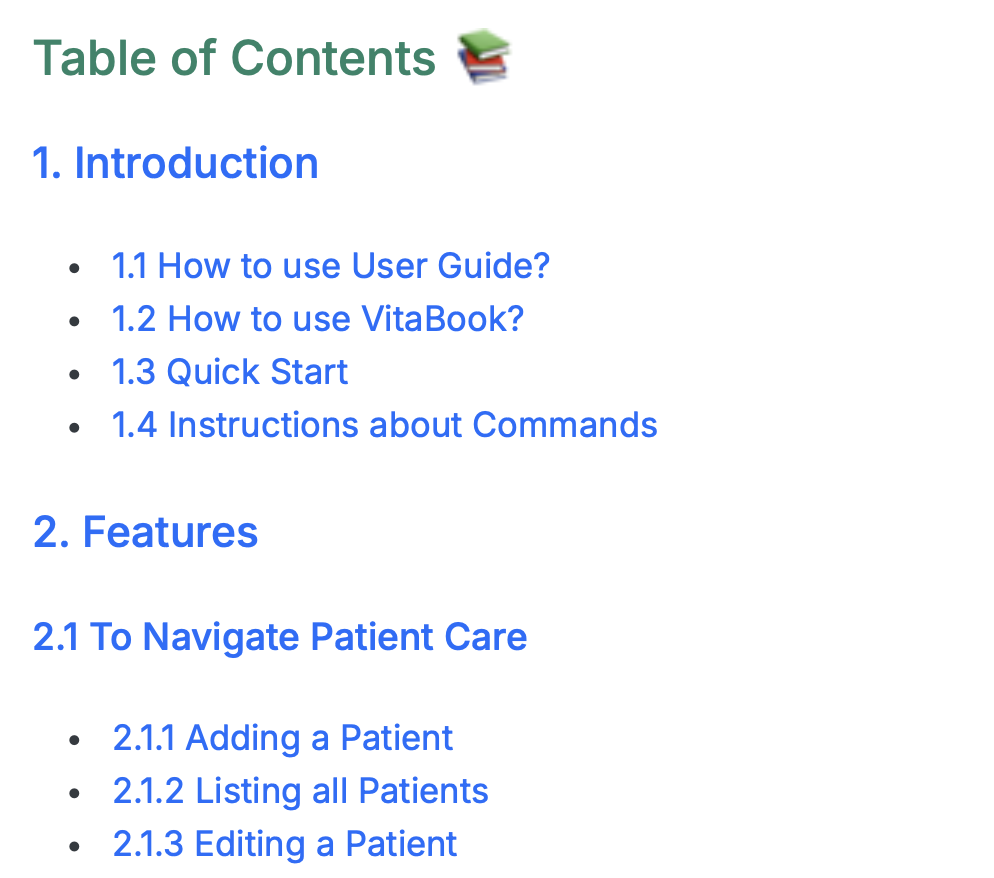 Table of Contents 📚
1. Introduction
• 1.1 How to use User Guide?
• 1.2 How to use VitaBook?
• 1.3 Quick Start
• 1.4 Instructions about Commands
2. Features
2.1 To Navigate Patient Care
• 2.1.1 Adding a Patient
• 2.1.2 Listing all Patients
• 2.1.3 Editing a Patient